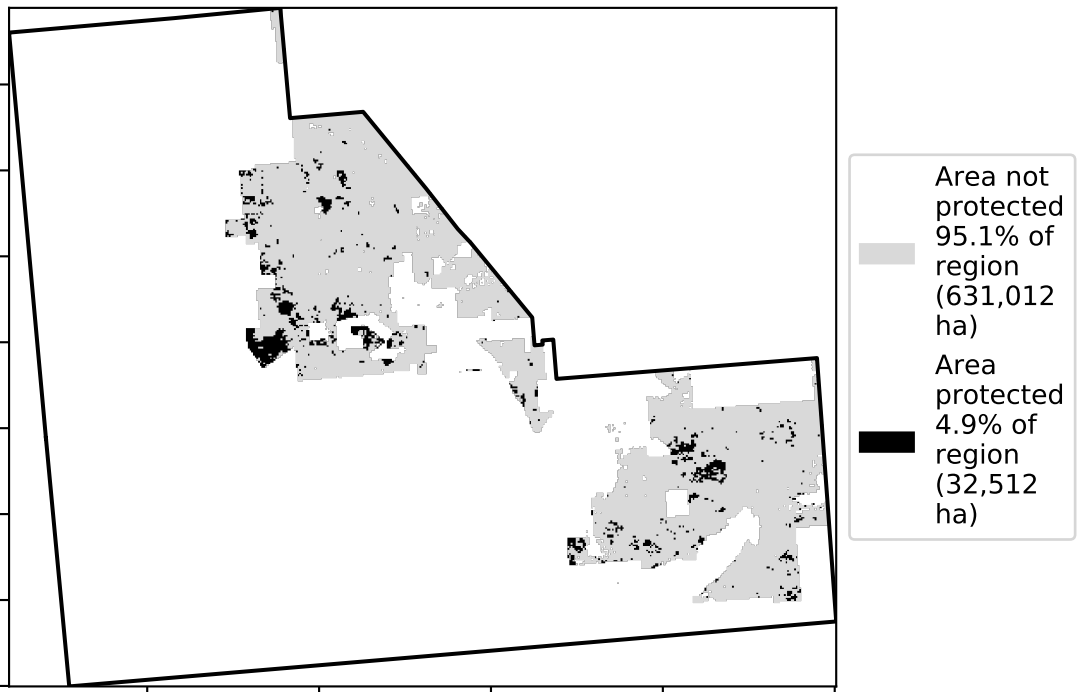 Area not
protected
95.1% of
region
(631,012
ha)
Area
protected
4.9% of
region
(32,512
ha)